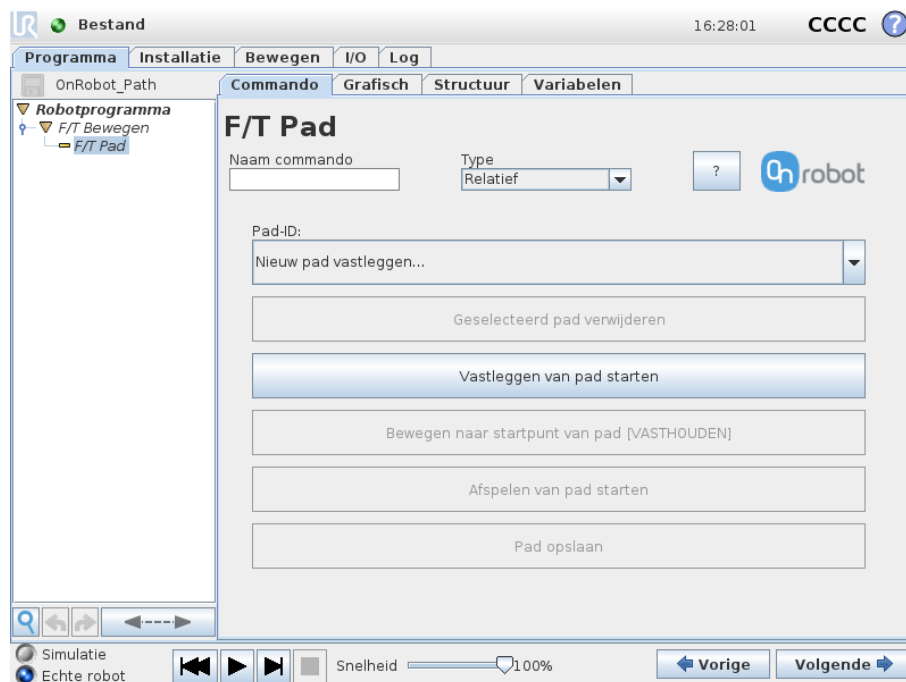 UR Bestand 16:28:01 CCCC ?
Programma Installatie Bewegen I/O Log
OnRobot_Path Commando Grafisch Structuur Variabelen
Robotprogramma
F/T Bewegen
F/T Pad
F/T Pad
Naam commando Type
Relatief ? On robot
Pad-ID:
Nieuw pad vastleggen...
Geselecteerd pad verwijderen
Vastleggen van pad starten
Bewegen naar startpunt van pad [VASTHOUDEN]
Afspelen van pad starten
Pad opslaan
Simulatie
Echte robot
Snelheid 100% Vorige Volgende